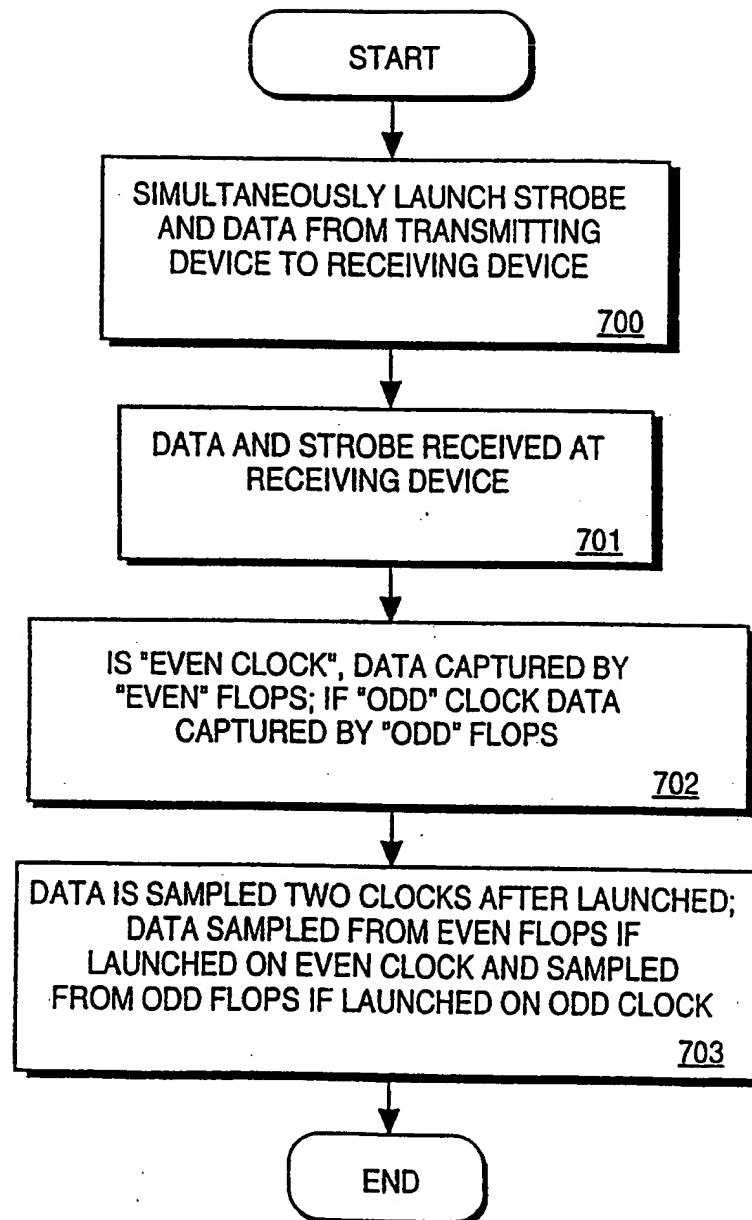 START
SIMULTANEOUSLY LAUNCH STROBE
AND DATA FROM TRANSMITTING
DEVICE TO RECEIVING DEVICE
700
DATA AND STROBE RECEIVED AT
RECEIVING DEVICE
701
IS "EVEN CLOCK", DATA CAPTURED BY
"EVEN" FLOPS; IF "ODD" CLOCK DATA
CAPTURED BY "ODD" FLOPS
702
DATA IS SAMPLED TWO CLOCKS AFTER LAUNCHED;
DATA SAMPLED FROM EVEN FLOPS IF
LAUNCHED ON EVEN CLOCK AND SAMPLED
FROM ODD FLOPS IF LAUNCHED ON ODD CLOCK
703
END